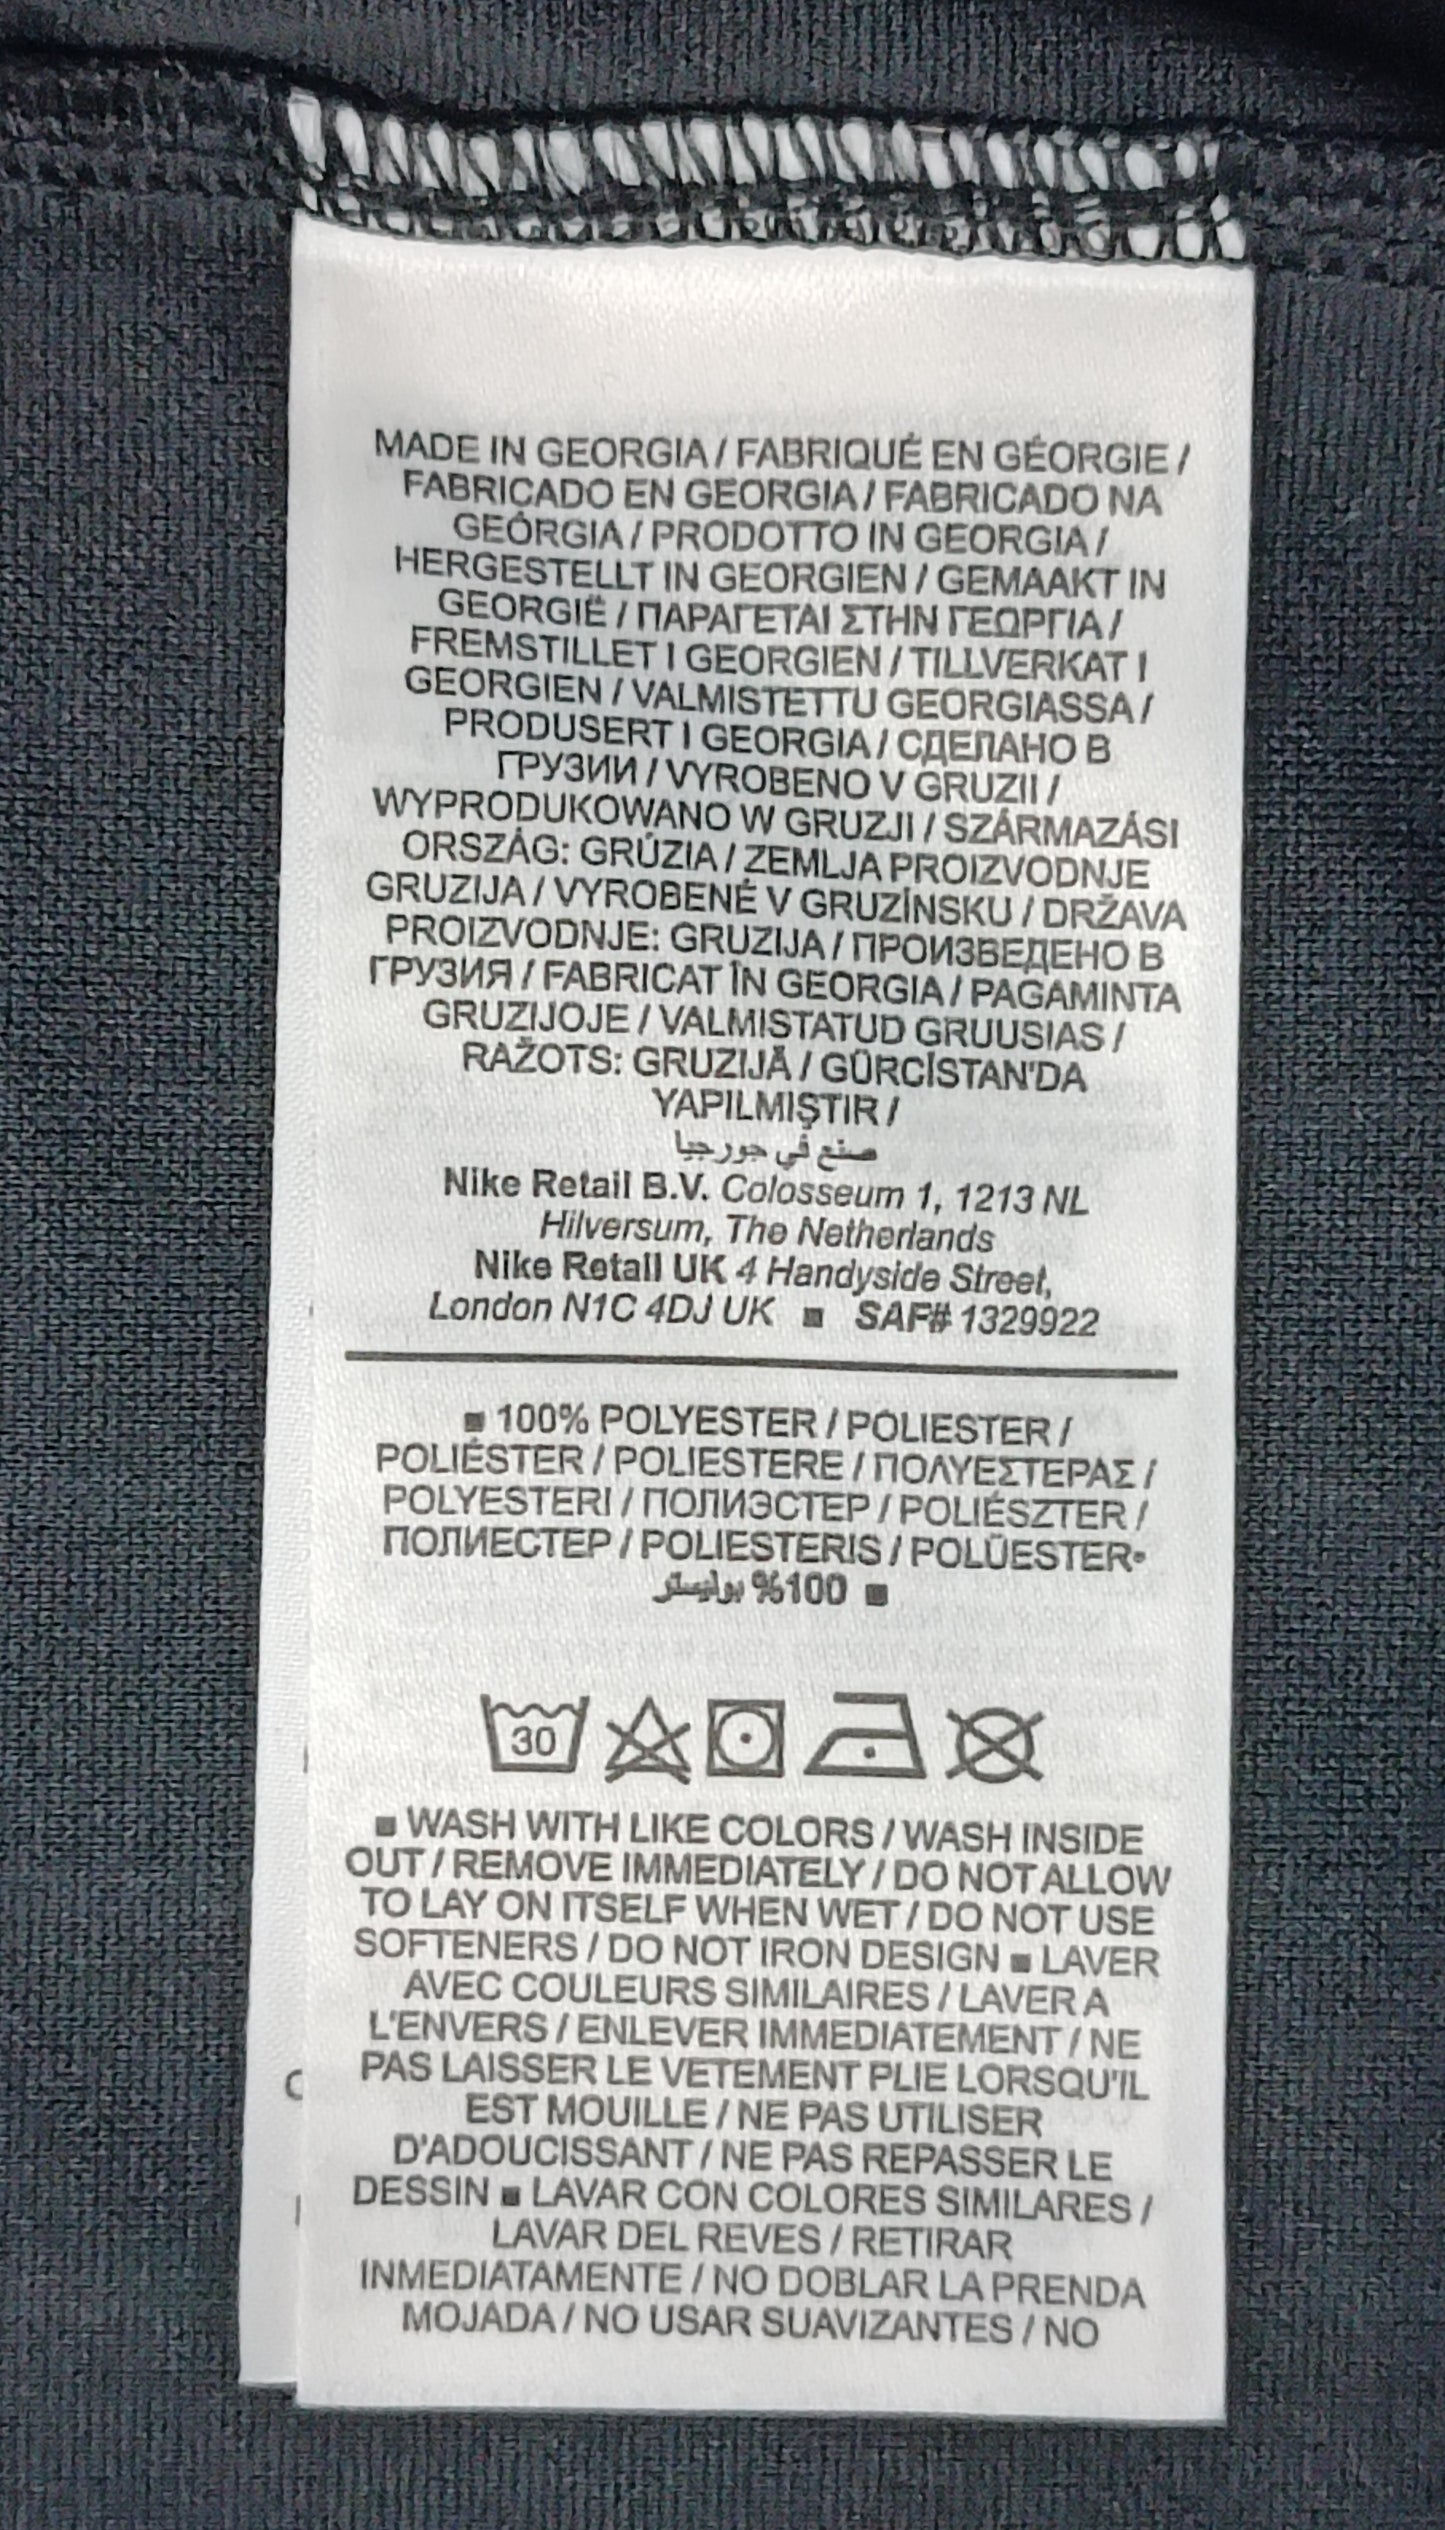 MADE IN GEORGIA / FABRIQUÉ EN GÉORGIE /
FABRICADO EN GEORGIA / FABRICADO NA
GEÓRGIA / PRODOTTO IN GEORGIA /
HERGESTELLT IN GEORGIEN / GEMAAKT IN
GEORGIË / ΠΑΡΑΓΕΤΑΙ ΣΤΗΝ ΓΕΩΡΓΙΑ /
FREMSTILLET I GEORGIEN / TILLVERKAT I
GEORGIEN / VALMISTETTU GEORGIASSA /
PRODUSERT I GEORGIA / СДЕЛАНО В
ГРУЗИИ / VYROBENO V GRUZII /
WYPRODUKOWANO W GRUZJI / SZÁRMAZÁSI
ORSZÁG: GRÚZIA / ZEMLJA PROIZVODNJE
GRUZIJA / VYROBENÉ V GRUZÍNSKU / DRŽAVA
PROIZVODNJE: GRUZIJA / ПРОИЗВЕДЕНО В
ГРУЗИЯ / FABRICAT ÎN GEORGIA / PAGAMINTA
GRUZIJOJE / VALMISTATUD GRUUSIAS /
RAŽOTS: GRUZIJĀ / GÜRCİSTAN'DA
YAPILMIŞTIR /
صنع في جورجيا
Nike Retail B.V. Colosseum 1, 1213 NL
Hilversum, The Netherlands
Nike Retail UK 4 Handyside Street,
London N1C 4DJ UK ■ SAF# 1329922
■ 100% POLYESTER / POLIESTER /
POLIÉSTER / POLIESTERE / ΠΟΛΥΕΣΤΕΡΑΣ /
POLYESTERI / ПОЛИЭСТЕР / POLIÉSZTER /
ПОЛИЕСТЕР / POLIESTERIS / POLÜESTER•
100% بوليستر ■
30
■ WASH WITH LIKE COLORS / WASH INSIDE
OUT / REMOVE IMMEDIATELY / DO NOT ALLOW
TO LAY ON ITSELF WHEN WET / DO NOT USE
SOFTENERS / DO NOT IRON DESIGN ■ LAVER
AVEC COULEURS SIMILAIRES / LAVER A
L'ENVERS / ENLEVER IMMEDIATEMENT / NE
PAS LAISSER LE VETEMENT PLIE LORSQU'IL
EST MOUILLE / NE PAS UTILISER
D'ADOUCISSANT / NE PAS REPASSER LE
DESSIN ■ LAVAR CON COLORES SIMILARES /
LAVAR DEL REVES / RETIRAR
INMEDIATAMENTE / NO DOBLAR LA PRENDA
MOJADA / NO USAR SUAVIZANTES / NO